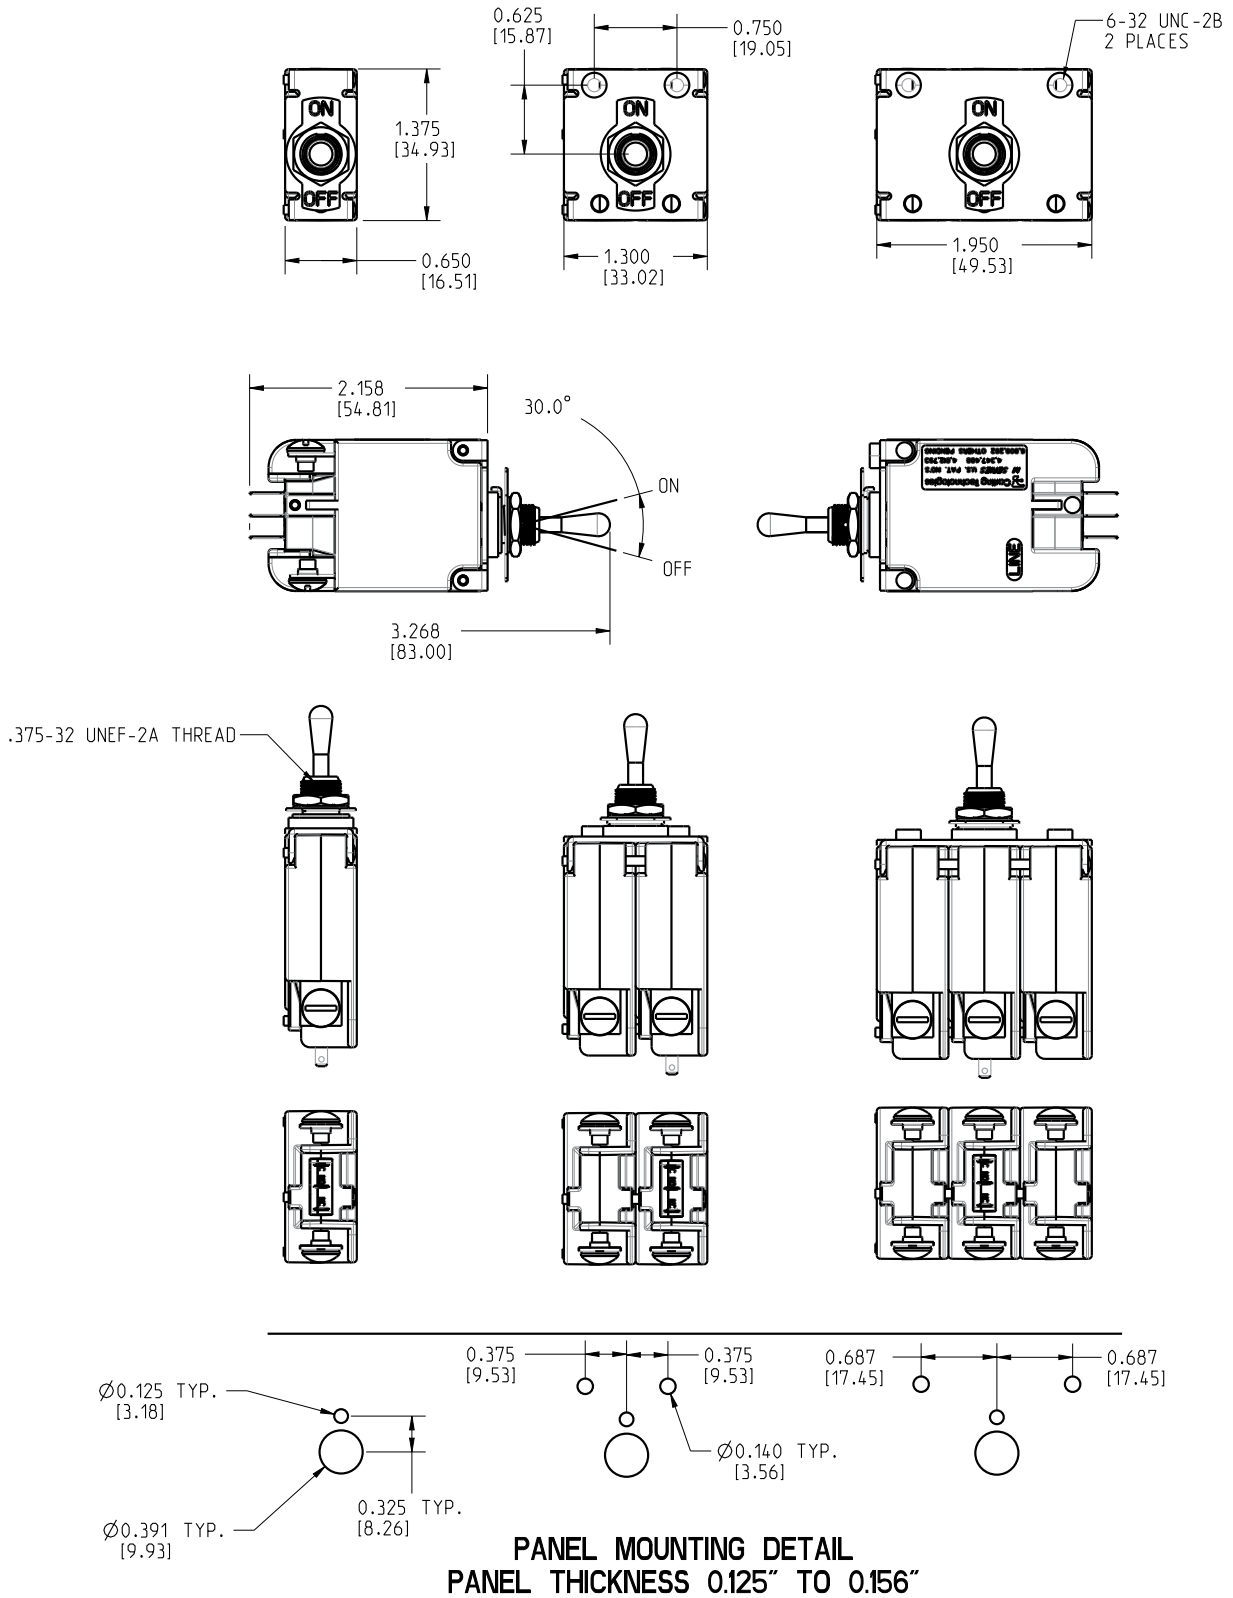 0.625
[15.87]
0.750
[19.05]
6-32 UNC-2B
2 PLACES
ON
OFF
1.375
[34.93]
ON
OFF
ON
OFF
0.650
[16.51]
1.300
[33.02]
1.950
[49.53]
2.158
[54.81]
30.0°
ON
OFF
3.268
[83.00]
Carling Technologies
LINE
.375-32 UNEF-2A THREAD
0.375
[9.53]
0.375
[9.53]
0.687
[17.45]
0.687
[17.45]
Ø0.125 TYP.
[3.18]
Ø0.140 TYP.
[3.56]
0.325 TYP.
[8.26]
Ø0.391 TYP.
[9.93]
PANEL MOUNTING DETAIL
PANEL THICKNESS 0.125″ TO 0.156″